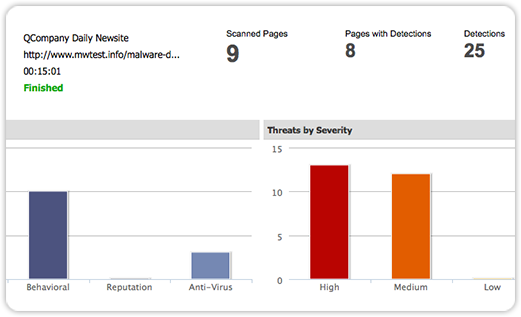 QCompany Daily Newsite
http://www.mwtest.info/malware-d...
00:15:01
Finished
Scanned Pages
9
Pages with Detections
8
Detections
25
Threats by Severity
Behavioral
Reputation
Anti-Virus
15
10
5
0
High
Medium
Low